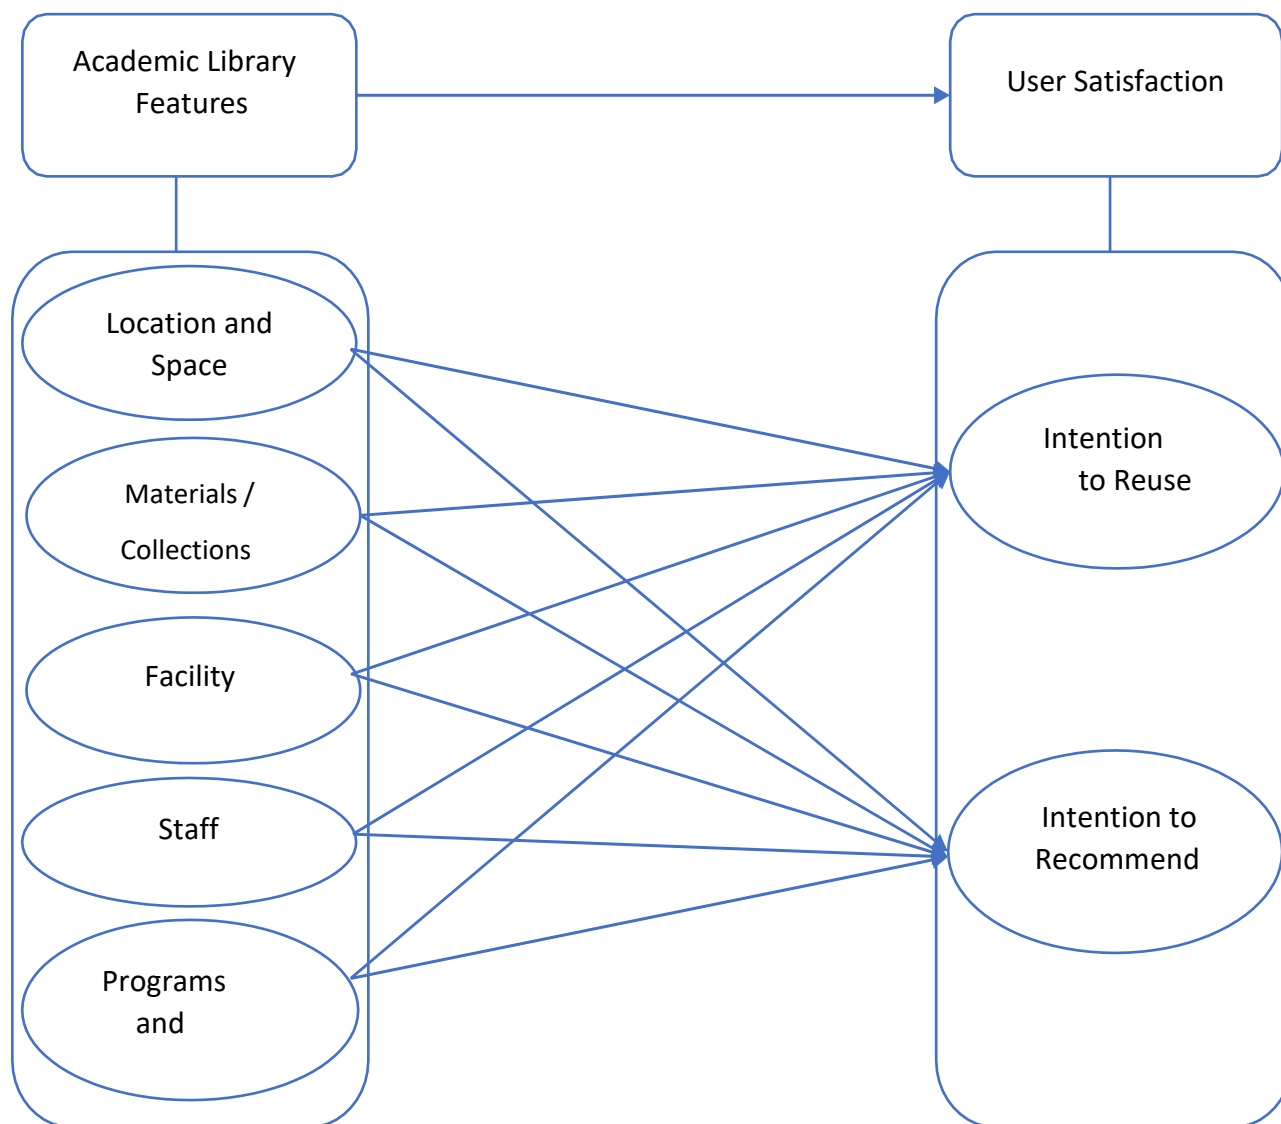 Academic Library
Features
User Satisfaction
Location and
Space
Materials /
Collections
Facility
Staff
Programs
and
Intention
to Reuse
Intention to
Recommend